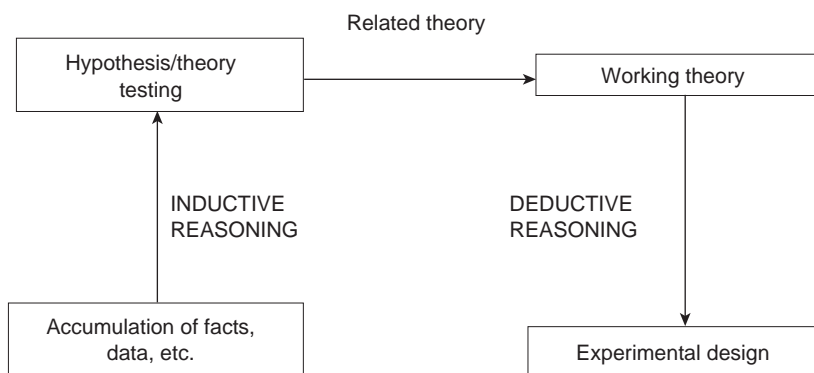 Related theory
Hypothesis/theory
testing
Working theory
INDUCTIVE
REASONING
DEDUCTIVE
REASONING
Accumulation of facts,
data, etc.
Experimental design